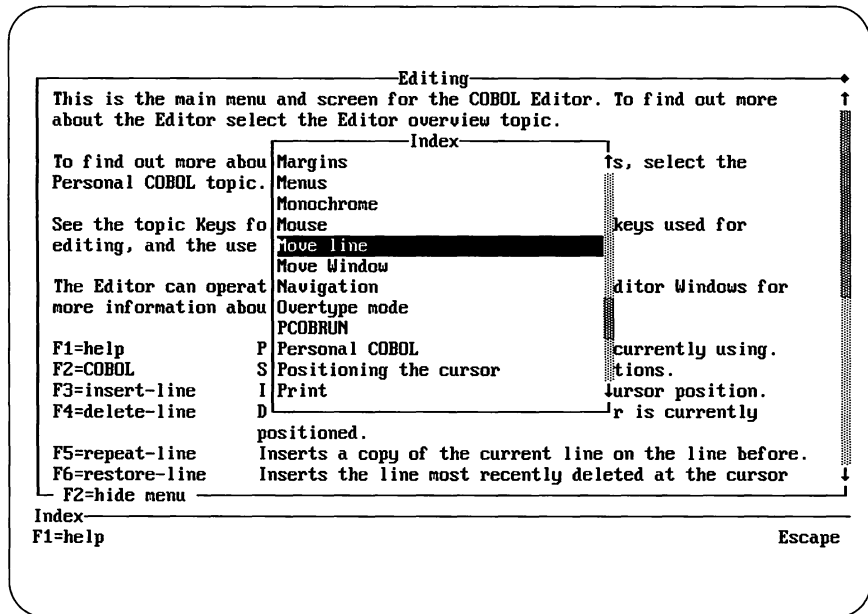 Editing
This is the main menu and screen for the COBOL Editor. To find out more
about the Editor select the Editor overview topic.
Index
To find out more abou Margins ts, select the
Personal COBOL topic. Menus
Monochrome
See the topic Keys fo Mouse keys used for
editing, and the use Move line
Move Window
The Editor can operat Navigation ditor Windows for
more information abou Overtype mode
PCOBRUN
F1=help P Personal COBOL currently using.
F2=COBOL S Positioning the cursor tions.
F3=insert-line I Print ursor position.
F4=delete-line D r is currently
positioned.
F5=repeat-line Inserts a copy of the current line on the line before.
F6=restore-line Inserts the line most recently deleted at the cursor
F2=hide menu
Index
F1=help Escape